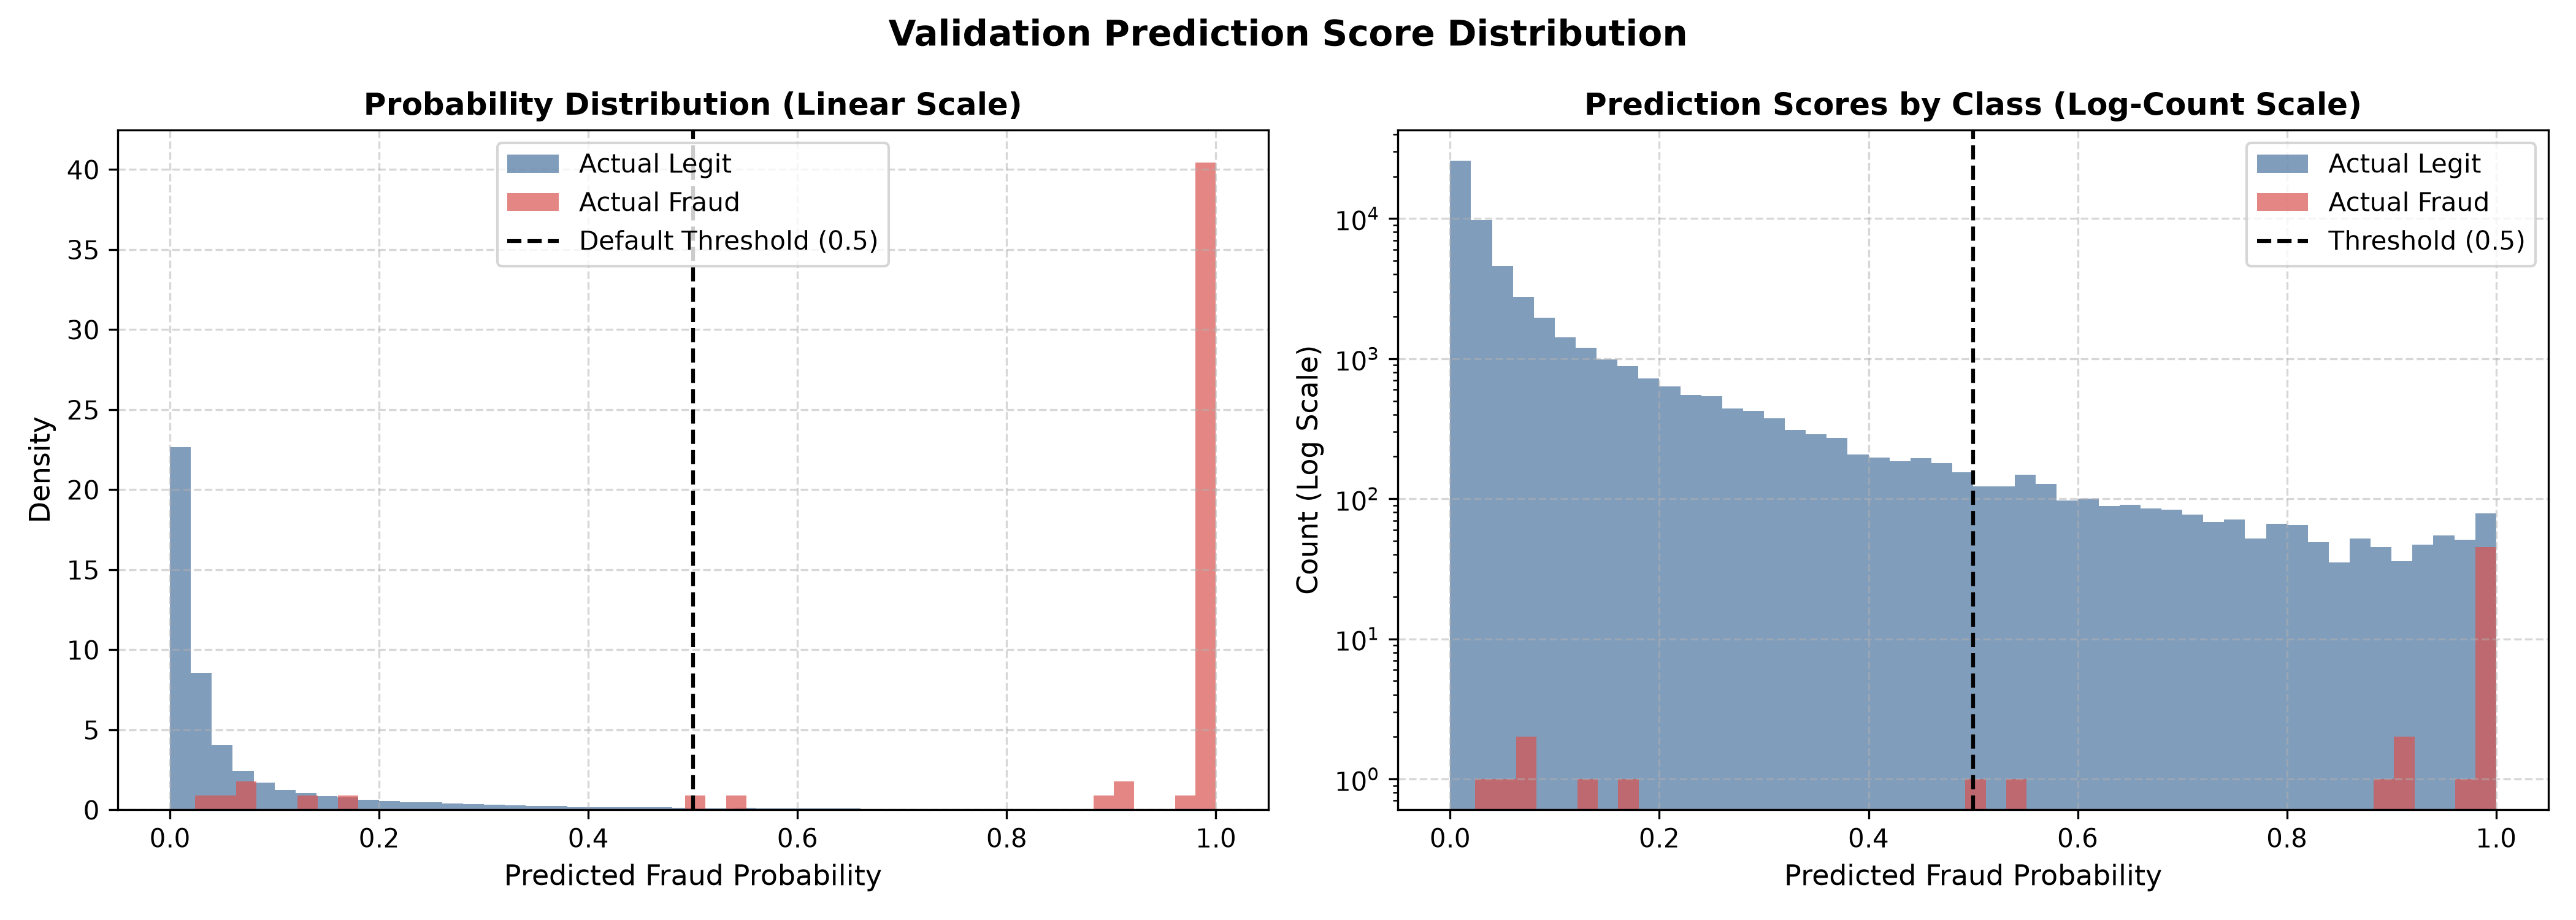 Validation Prediction Score Distribution
Probability Distribution (Linear Scale)
Density
40
35
30
25
20
15
10
5
0
Actual Legit
Actual Fraud
Default Threshold (0.5)
0.0 0.2 0.4 0.6 0.8 1.0
Predicted Fraud Probability
Prediction Scores by Class (Log-Count Scale)
Count (Log Scale)
10⁴
10³
10²
10¹
10⁰
Actual Legit
Actual Fraud
Threshold (0.5)
0.0 0.2 0.4 0.6 0.8 1.0
Predicted Fraud Probability